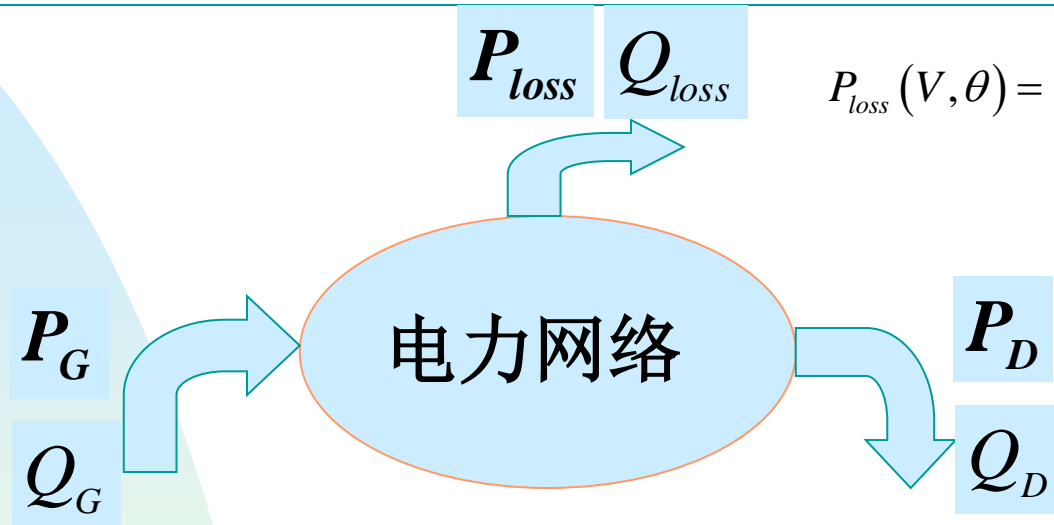 P_loss Q_loss
P_loss (V,θ) =
P_G
电力网络
P_D
Q_G
Q_D